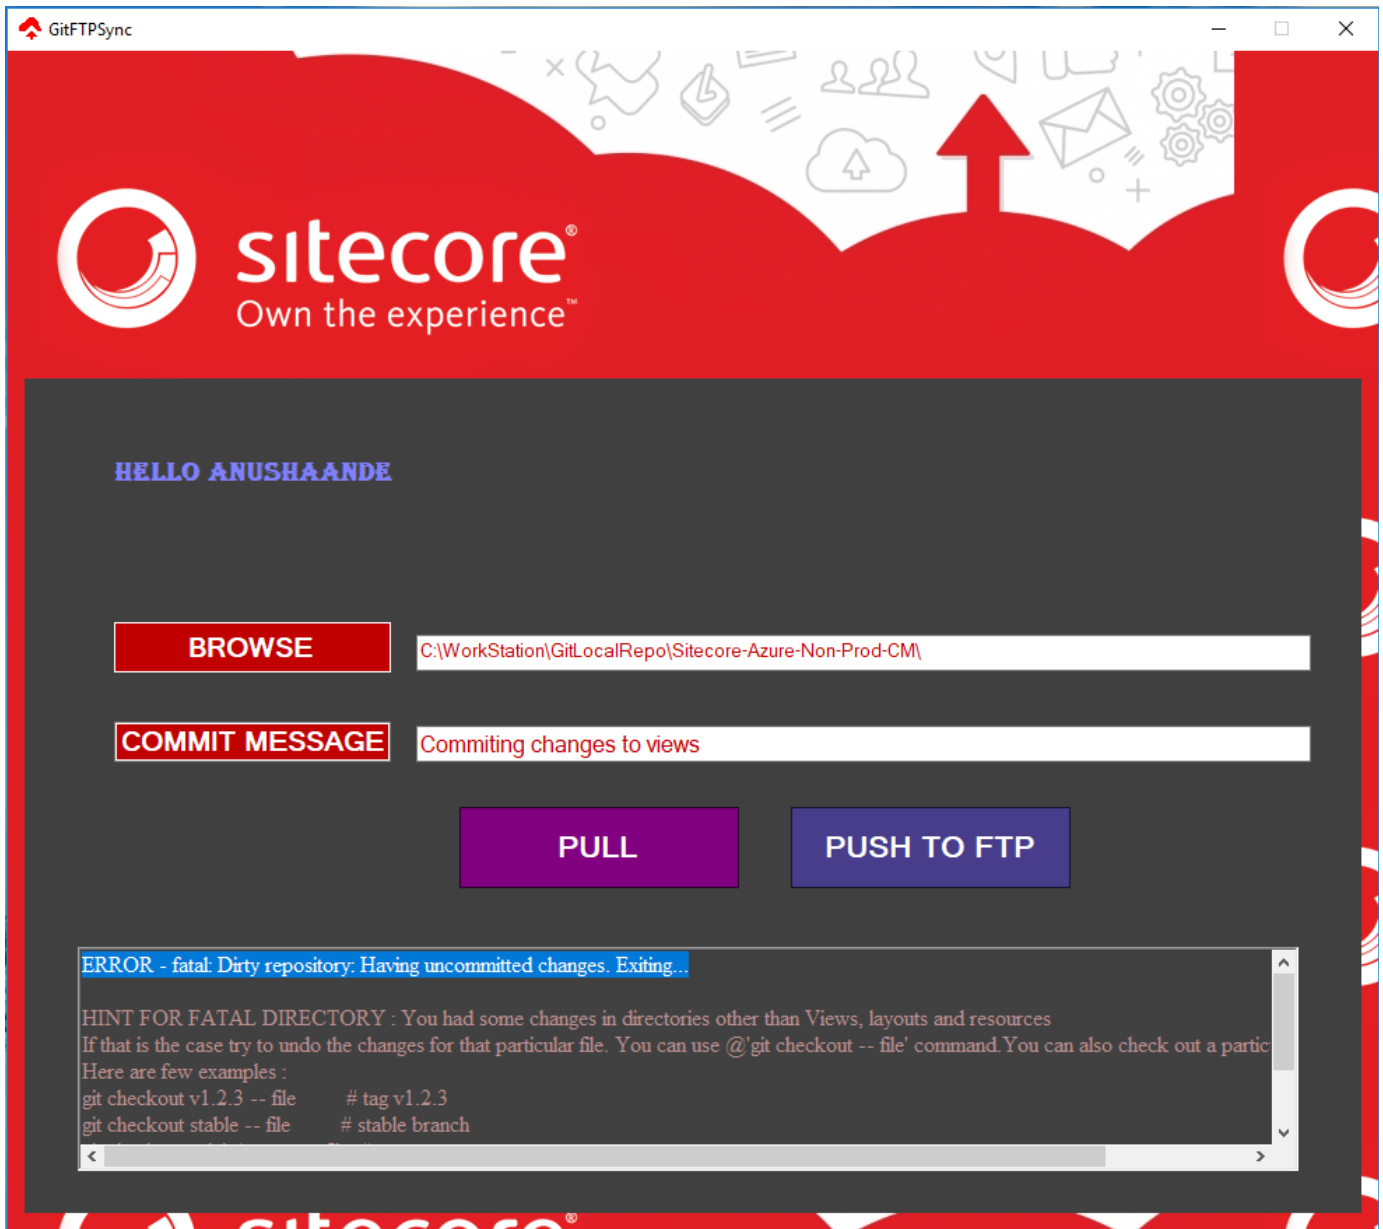 GitFTPSync
sitecore®
Own the experience™
HELLO ANUSHAANDE
BROWSE
C:\WorkStation\GitLocalRepo\Sitecore-Azure-Non-Prod-CM\
COMMIT MESSAGE
Commiting changes to views
PULL
PUSH TO FTP
ERROR - fatal: Dirty repository: Having uncommitted changes. Exiting...
HINT FOR FATAL DIRECTORY : You had some changes in directories other than Views, layouts and resources
If that is the case try to undo the changes for that particular file. You can use @'git checkout -- file' command.You can also check out a partic
Here are few examples :
git checkout v1.2.3 -- file # tag v1.2.3
git checkout stable -- file # stable branch
sitecore®